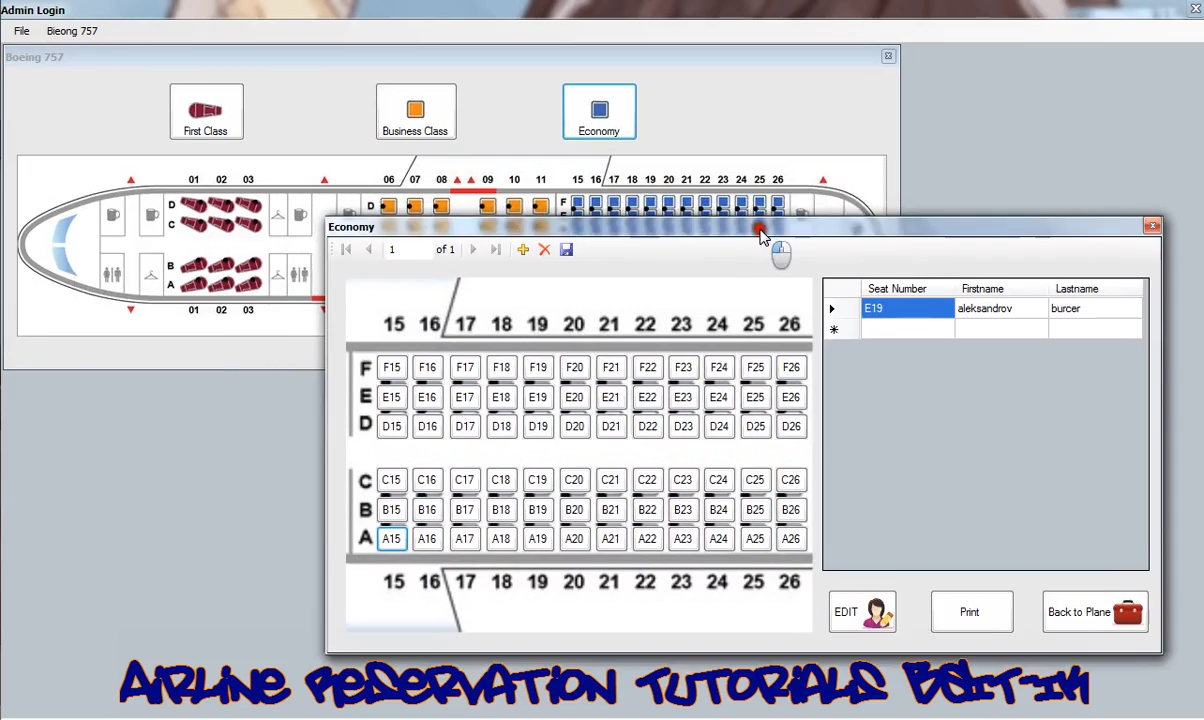 Admin Login
File Bieong 757
Boeing 757
First Class Business Class Economy
01 02 03 06 07 08 09 10 11 15 16 17 18 19 20 21 22 23 24 25 26
D D F
C
B
A
01 02 03
Economy
1 of 1
Seat Number Firstname Lastname
E19 aleksandrov burcer
15 16 17 18 19 20 21 22 23 24 25 26
F F15 F16 F17 F18 F19 F20 F21 F22 F23 F24 F25 F26
E E15 E16 E17 E18 E19 E20 E21 E22 E23 E24 E25 E26
D D15 D16 D17 D18 D19 D20 D21 D22 D23 D24 D25 D26
C C15 C16 C17 C18 C19 C20 C21 C22 C23 C24 C25 C26
B B15 B16 B17 B18 B19 B20 B21 B22 B23 B24 B25 B26
A A15 A16 A17 A18 A19 A20 A21 A22 A23 A24 A25 A26
15 16 17 18 19 20 21 22 23 24 25 26
EDIT Print Back to Plane
AIRLINE RESERVATION TUTORIALS BSIT-1K